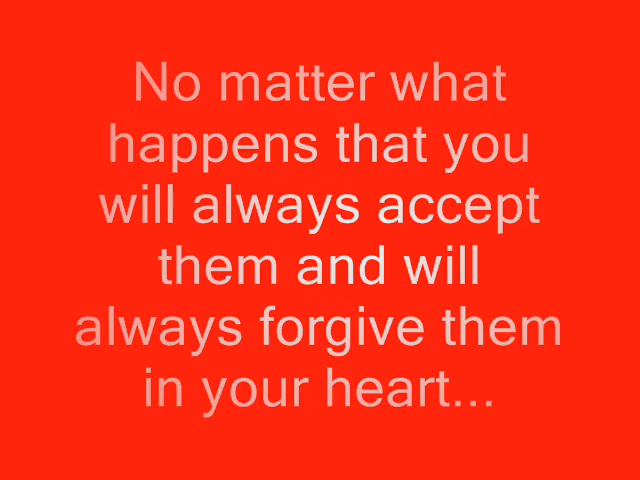 No matter what
happens that you
will always accept
them and will
always forgive them
in your heart...